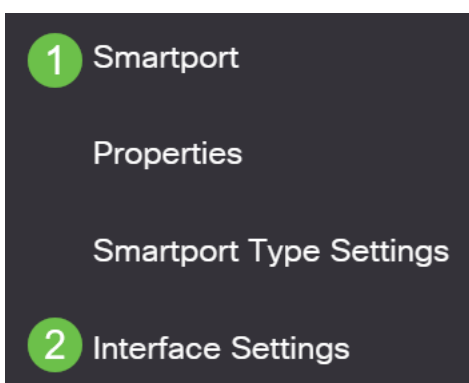 1 Smartport
Properties
Smartport Type Settings
2 Interface Settings